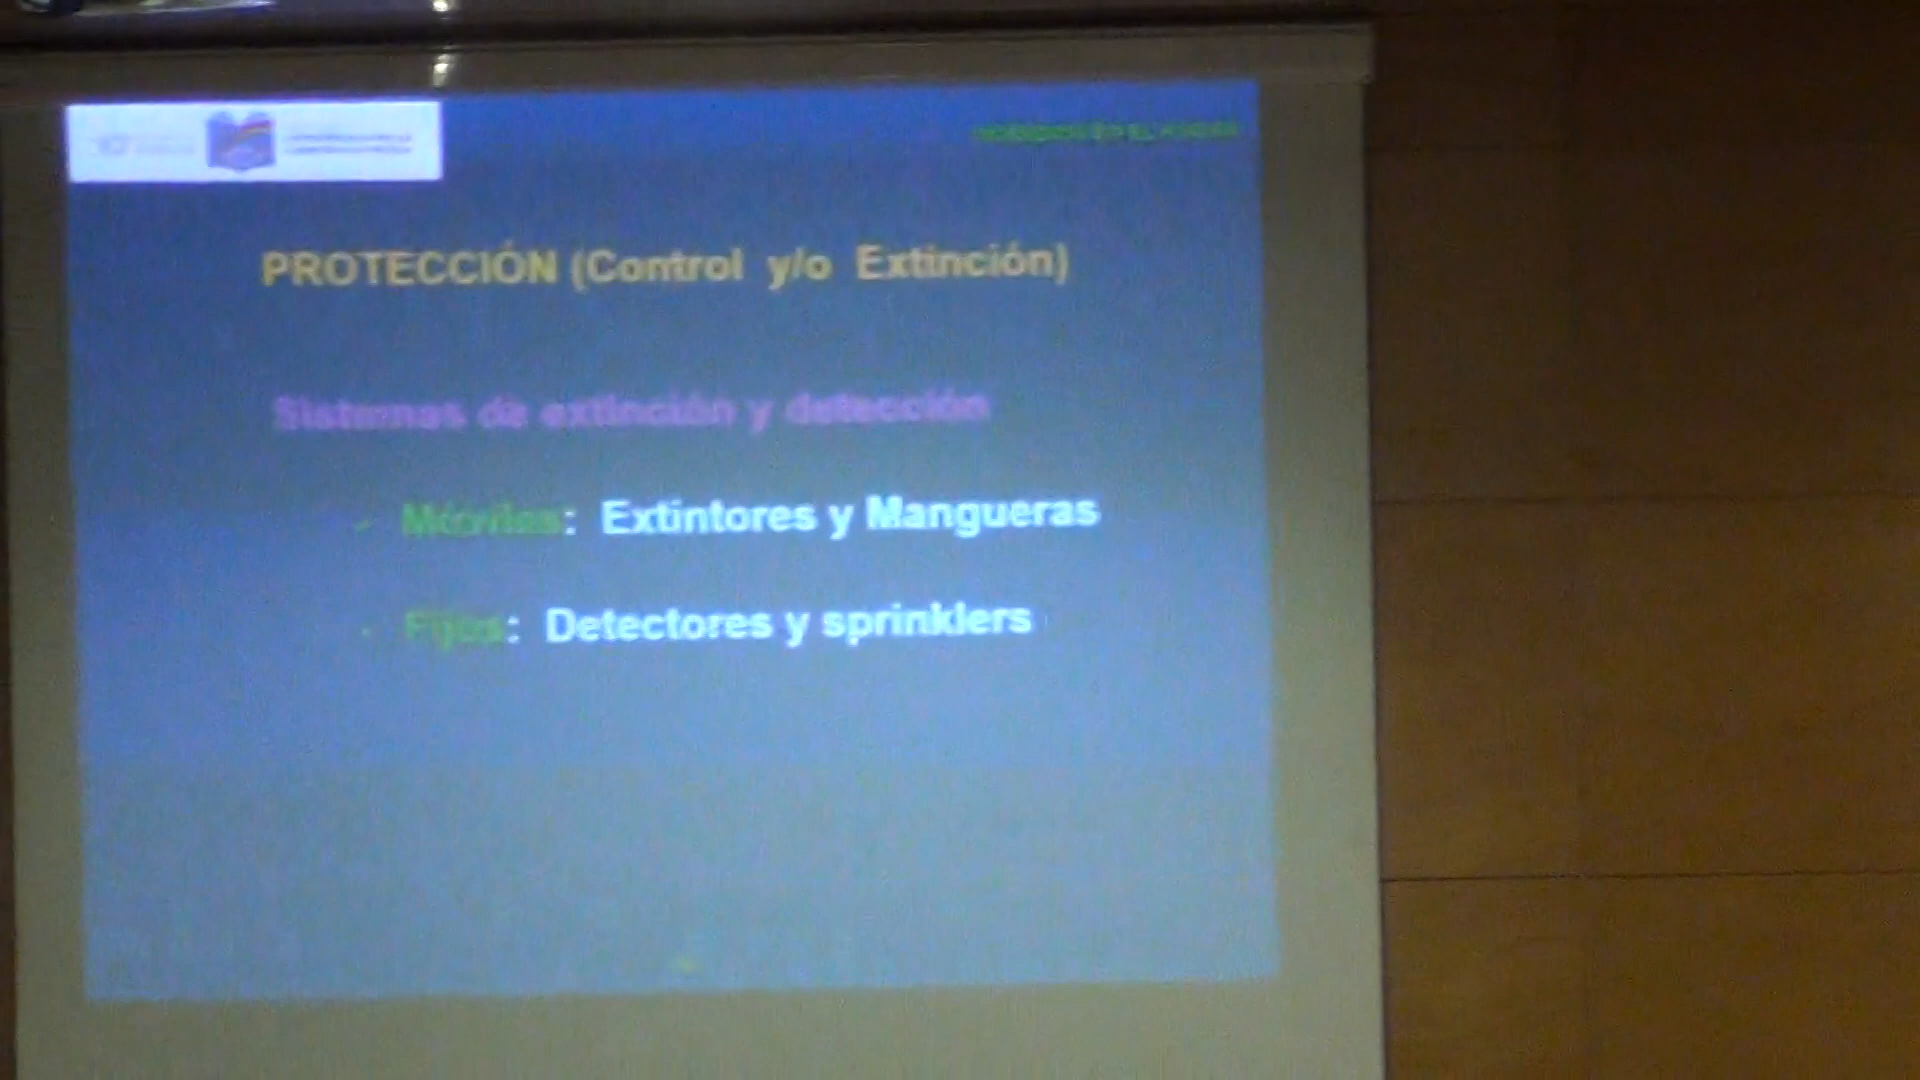 PROTECCIÓN (Control y/o Extinción)
Sistemas de extinción y detección
- Móviles: Extintores y Mangueras
- Fijos: Detectores y sprinklers